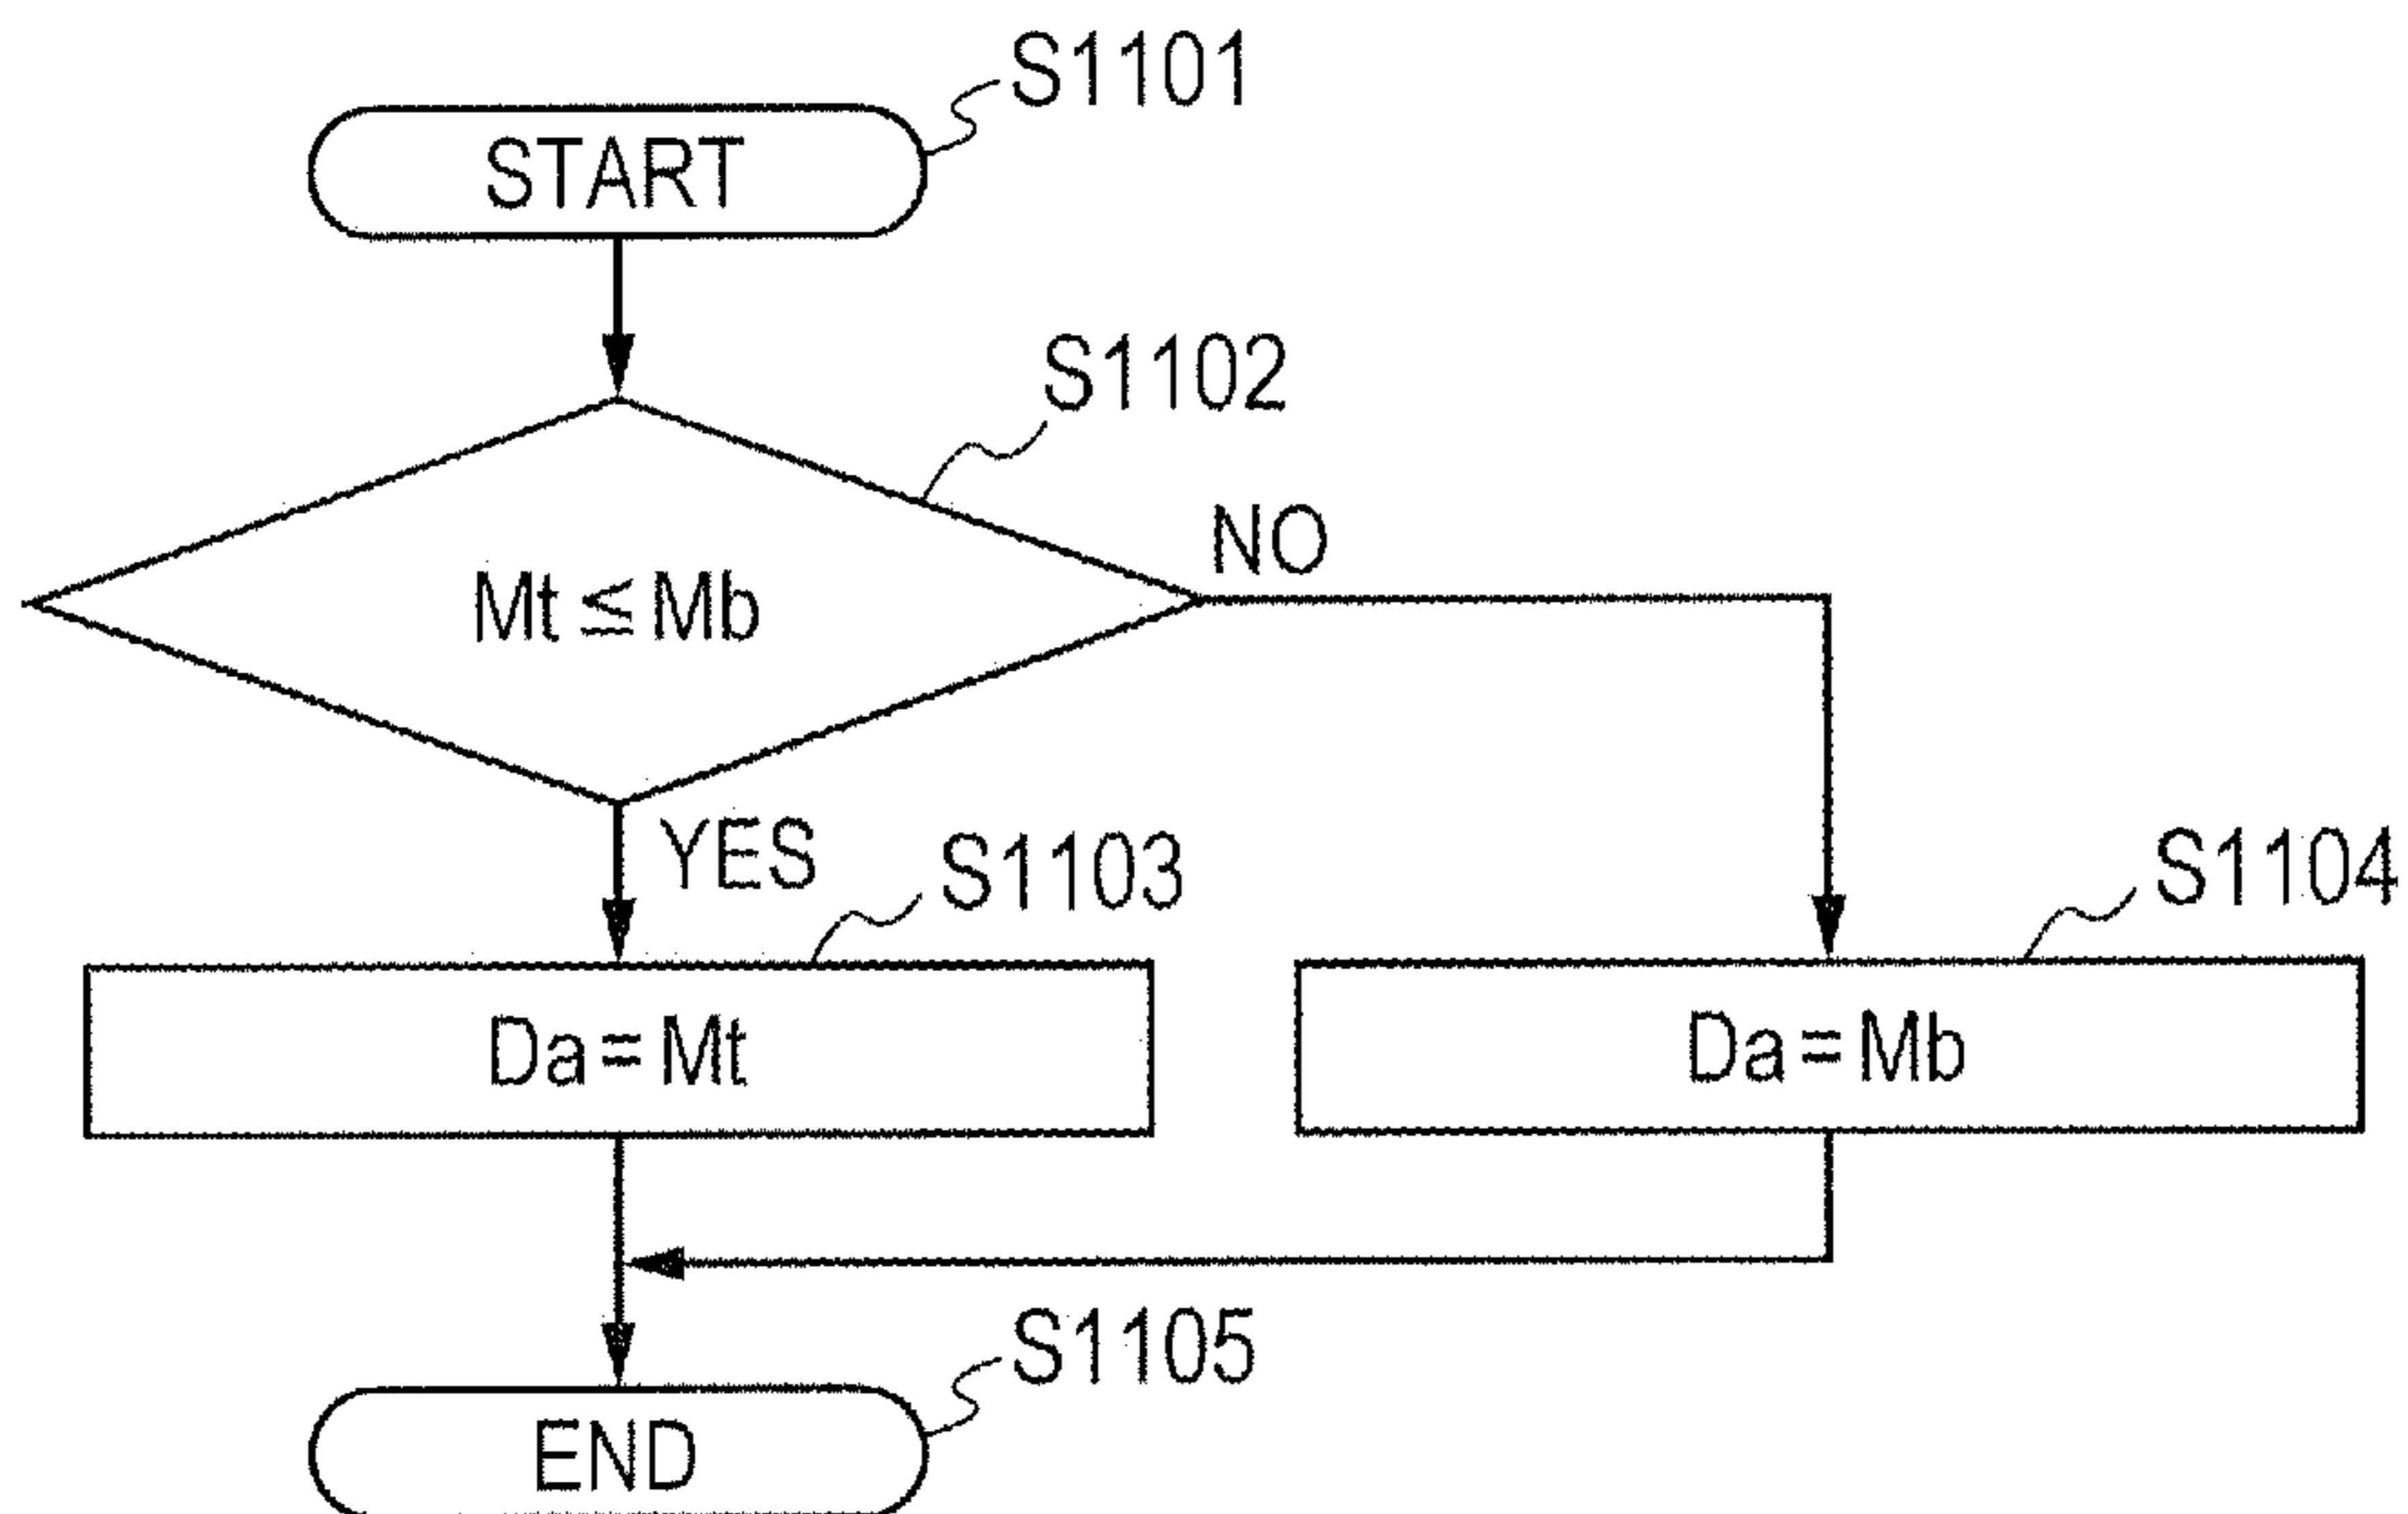 S1101
START
S1102
NO
Mt ≦ Mb
YES
S1103
S1104
Da = Mt
Da = Mb
S1105
END